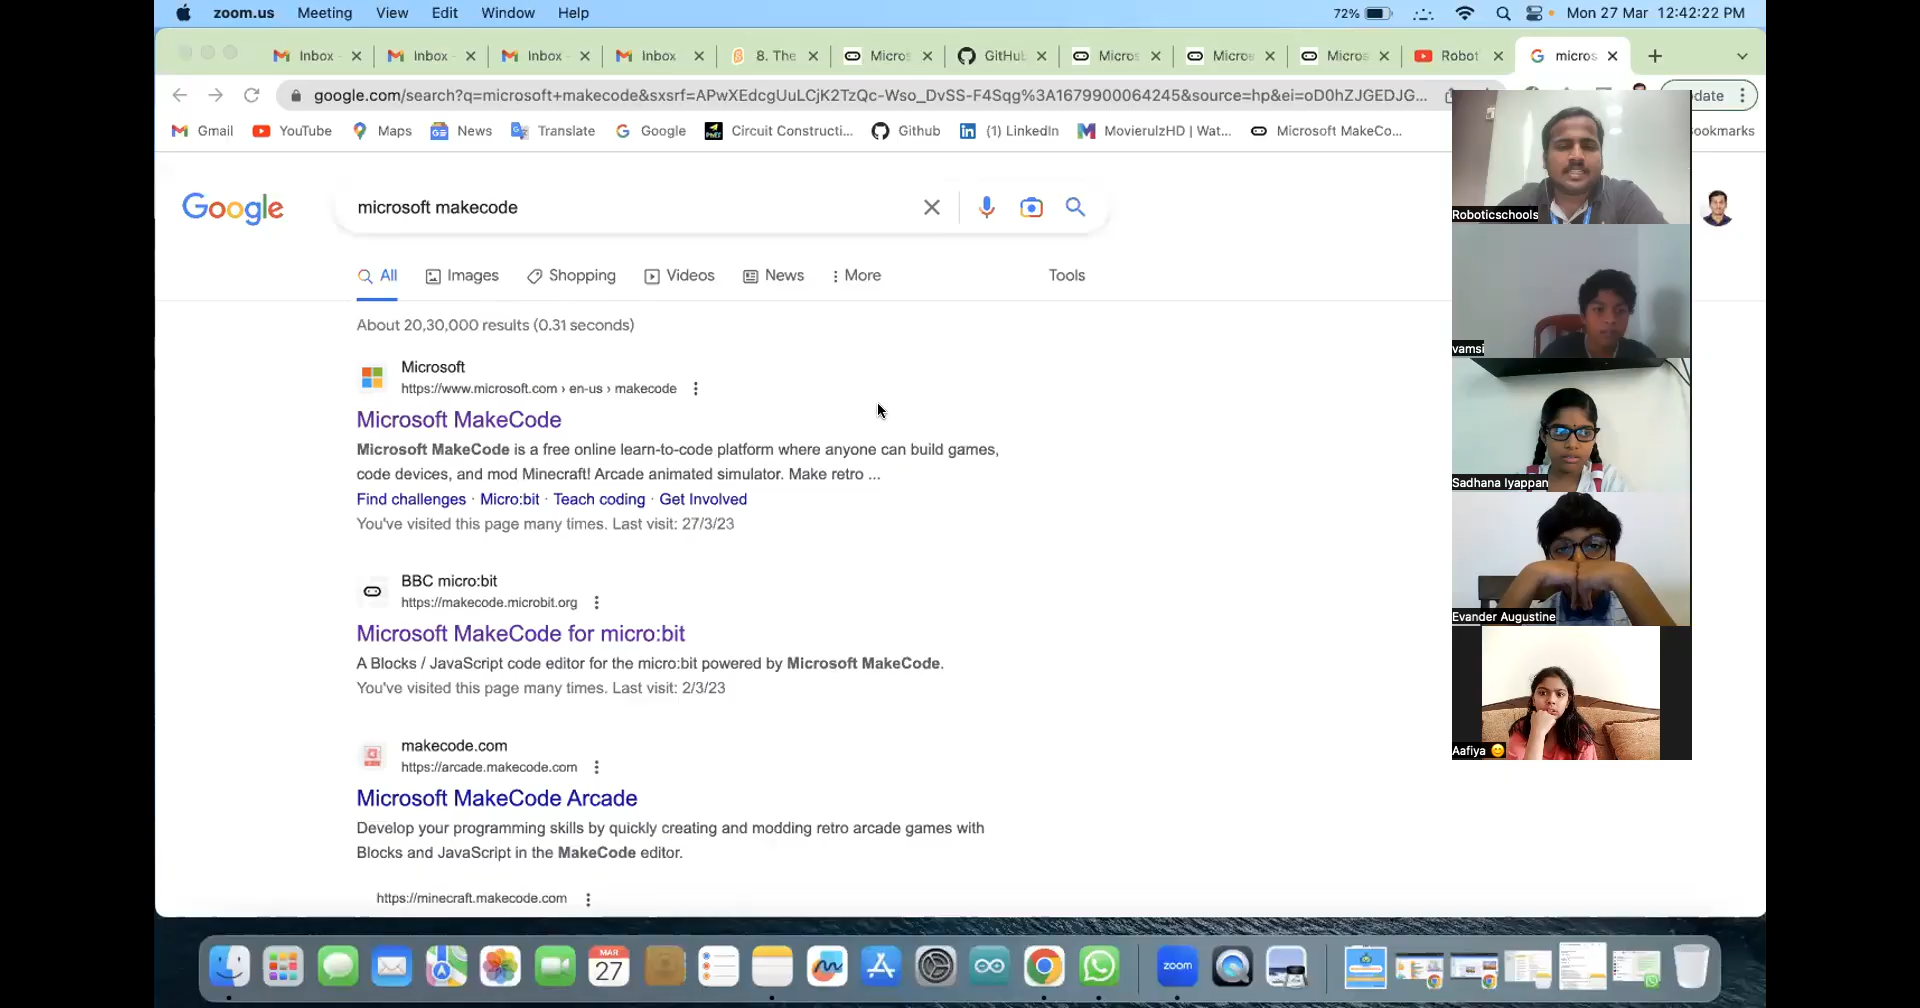 zoom.us Meeting View Edit Window Help 72% Mon 27 Mar 12:42:22 PM
Inbox Inbox Inbox Inbox 8. The Micros GitHub Micros Micros Micros Robot micros
google.com/search?q=microsoft+makecode&sxsrf=APwXEdcgUuLCjK2TzQc-Wso_DvSS-F4Sqg%3A1679900064245&source=hp&ei=oD0hZJGEDJG... date
Gmail YouTube Maps News Translate Google Circuit Constructi... Github (1) LinkedIn MovierulzHD | Wat... Microsoft MakeCo... ookmarks
Google
microsoft makecode
All Images Shopping Videos News More Tools
About 20,30,000 results (0.31 seconds)
Microsoft
https://www.microsoft.com › en-us › makecode
Microsoft MakeCode
Microsoft MakeCode is a free online learn-to-code platform where anyone can build games,
code devices, and mod Minecraft! Arcade animated simulator. Make retro ...
Find challenges · Micro:bit · Teach coding · Get Involved
You've visited this page many times. Last visit: 27/3/23
BBC micro:bit
https://makecode.microbit.org
Microsoft MakeCode for micro:bit
A Blocks / JavaScript code editor for the micro:bit powered by Microsoft MakeCode.
You've visited this page many times. Last visit: 2/3/23
makecode.com
https://arcade.makecode.com
Microsoft MakeCode Arcade
Develop your programming skills by quickly creating and modding retro arcade games with
Blocks and JavaScript in the MakeCode editor.
https://minecraft.makecode.com
Roboticschools
vamsi
Sadhana Iyappan
Evander Augustine
Aafiya 😊
MAR
27
zoom